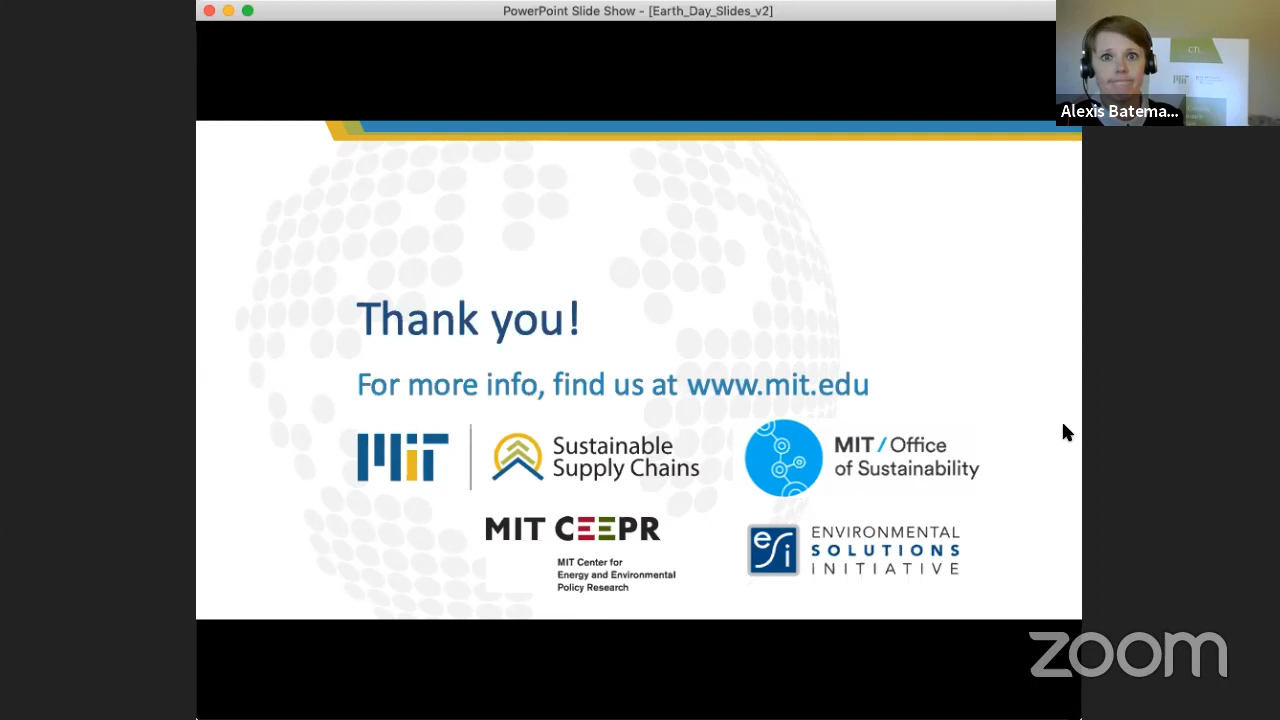 PowerPoint Slide Show - [Earth_Day_Slides_v2]
CTL
MIT
Alexis Batema...
Thank you!
For more info, find us at www.mit.edu
MIT
Sustainable
Supply Chains
MIT / Office
of Sustainability
MIT CEEPR
MIT Center for
Energy and Environmental
Policy Research
esi
ENVIRONMENTAL
SOLUTIONS
INITIATIVE
zoom